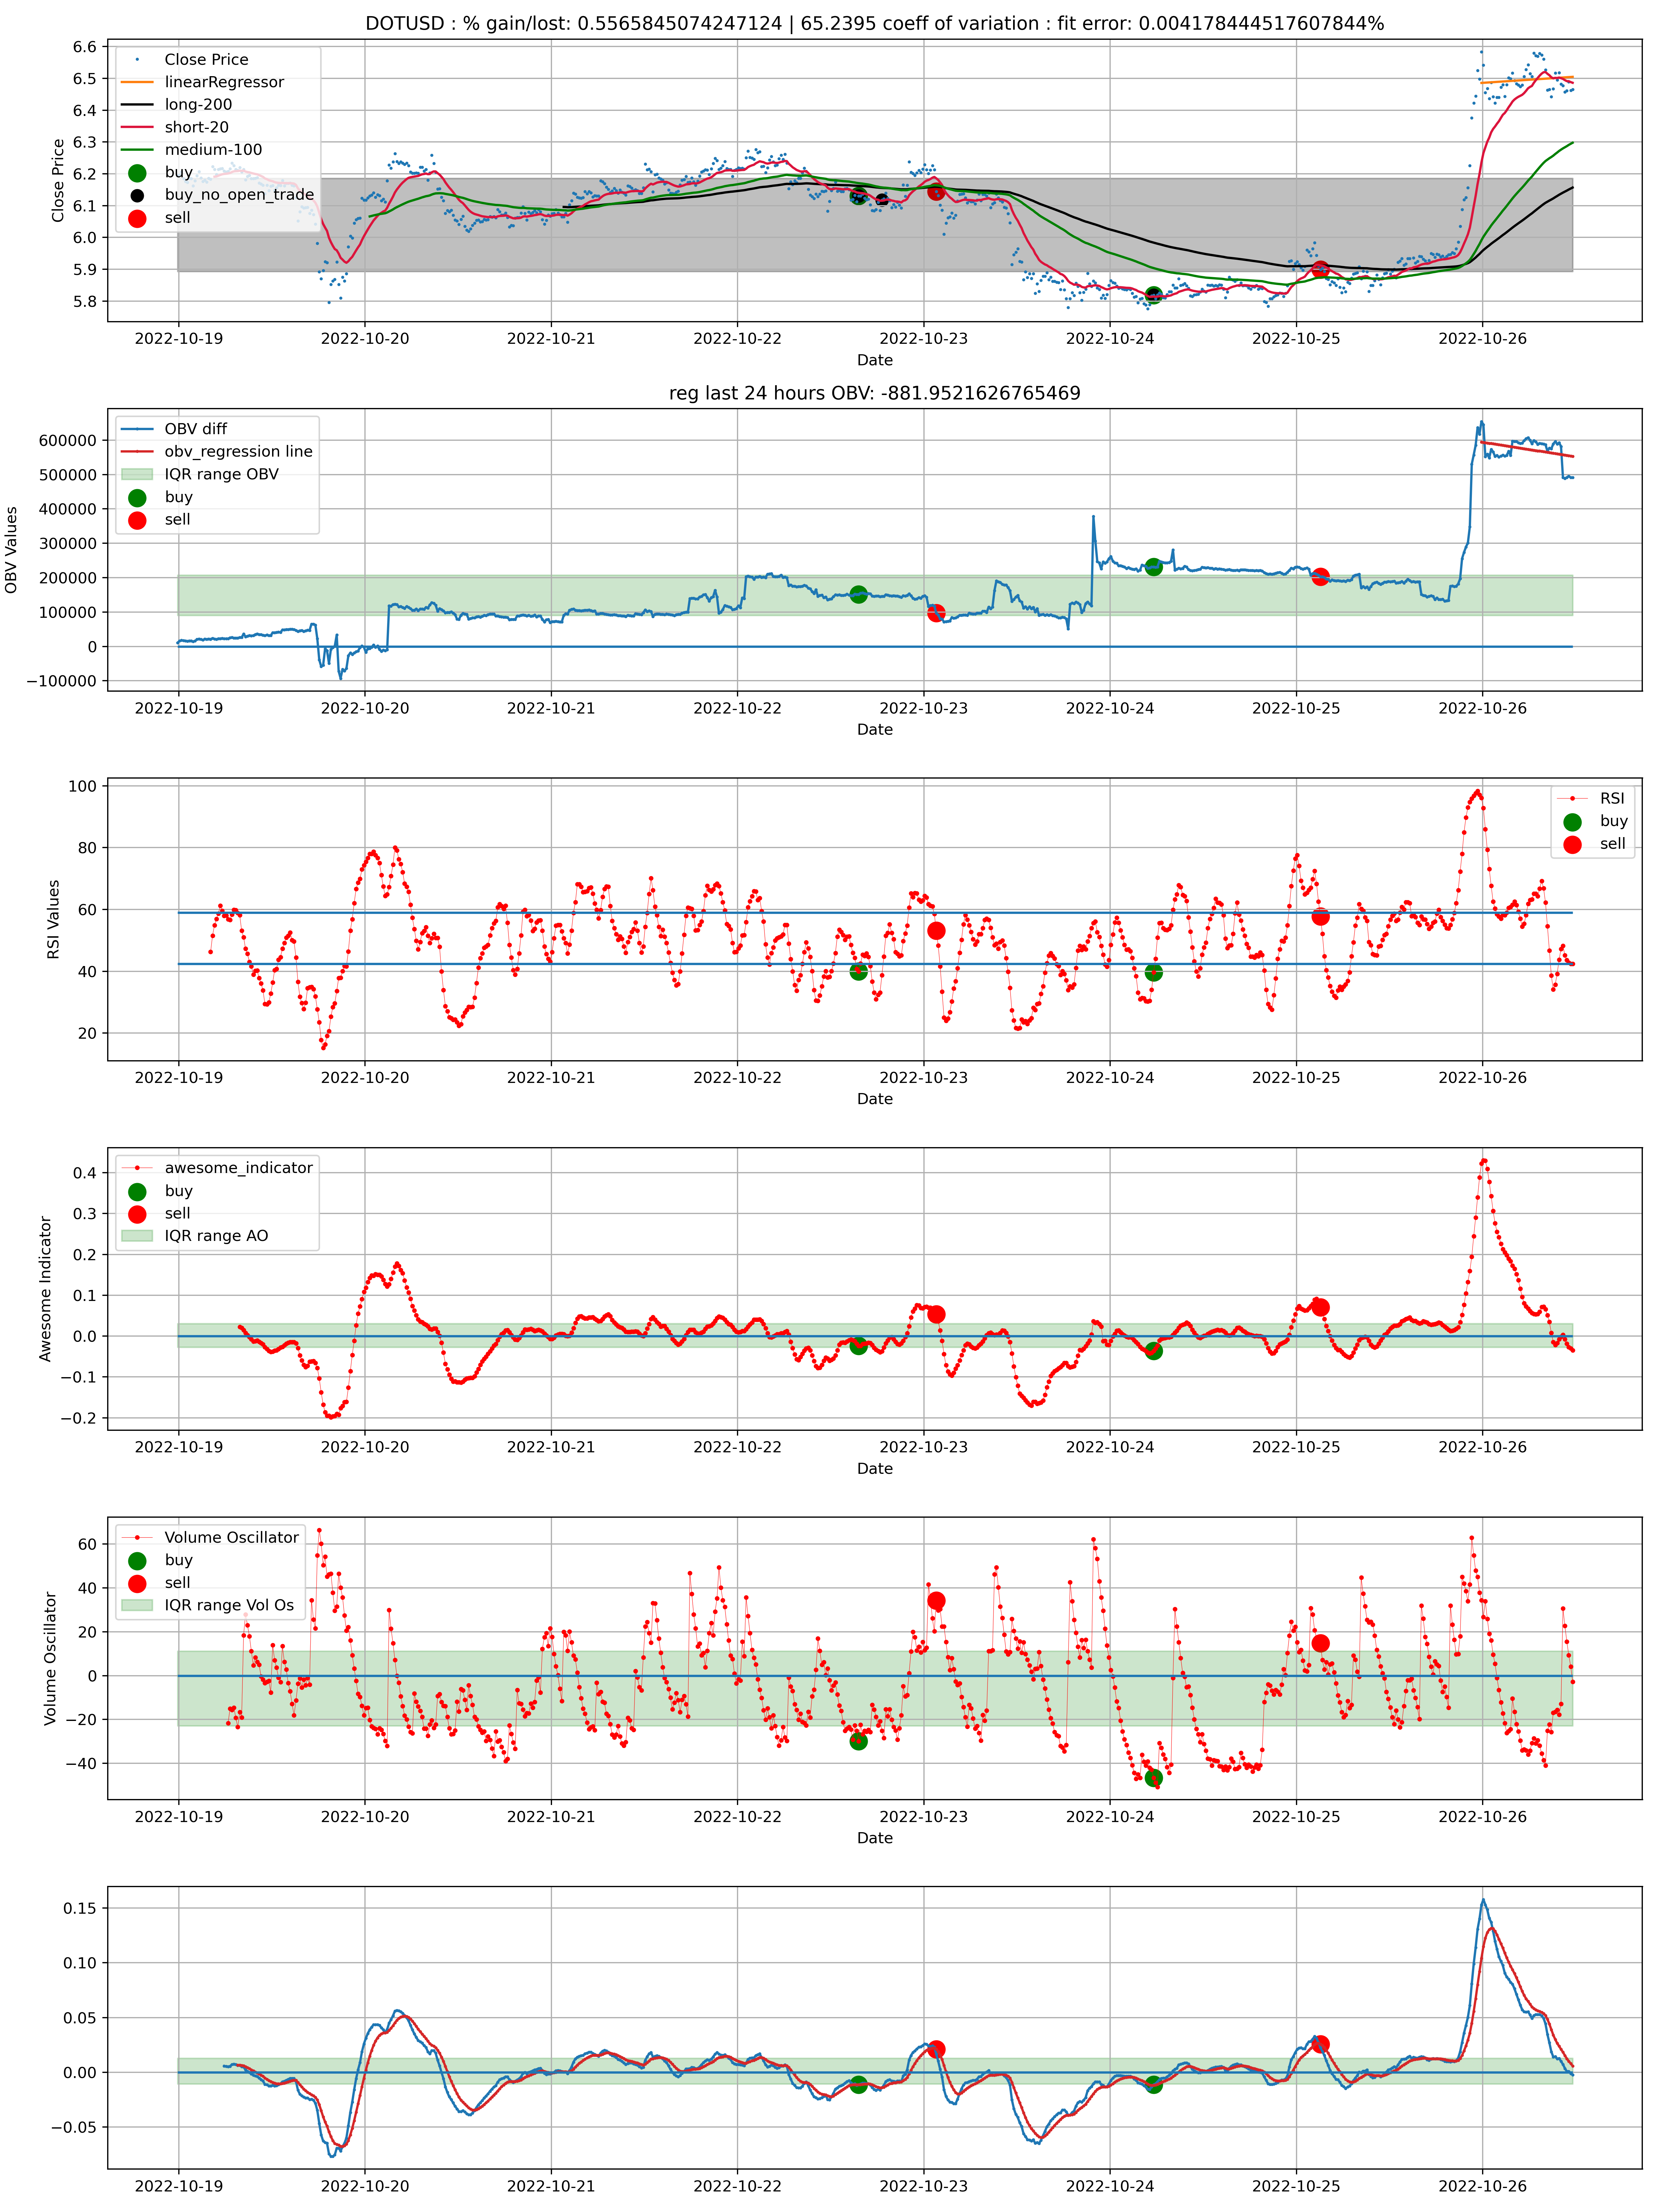 DOTUSD : % gain/lost: 0.5565845074247124 | 65.2395 coeff of variation : fit error: 0.004178444517607844%
Close Price
6.6
6.5
6.4
6.3
6.2
6.1
6.0
5.9
5.8
Close Price
linearRegressor
long-200
short-20
medium-100
buy
buy_no_open_trade
sell
2022-10-19 2022-10-20 2022-10-21 2022-10-22 2022-10-23 2022-10-24 2022-10-25 2022-10-26
Date
reg last 24 hours OBV: -881.9521626765469
OBV Values
600000
500000
400000
300000
200000
100000
0
−100000
OBV diff
obv_regression line
IQR range OBV
buy
sell
2022-10-19 2022-10-20 2022-10-21 2022-10-22 2022-10-23 2022-10-24 2022-10-25 2022-10-26
Date
RSI Values
100
80
60
40
20
RSI
buy
sell
2022-10-19 2022-10-20 2022-10-21 2022-10-22 2022-10-23 2022-10-24 2022-10-25 2022-10-26
Date
Awesome Indicator
0.4
0.3
0.2
0.1
0.0
−0.1
−0.2
awesome_indicator
buy
sell
IQR range AO
2022-10-19 2022-10-20 2022-10-21 2022-10-22 2022-10-23 2022-10-24 2022-10-25 2022-10-26
Date
Volume Oscillator
60
40
20
0
−20
−40
Volume Oscillator
buy
sell
IQR range Vol Os
2022-10-19 2022-10-20 2022-10-21 2022-10-22 2022-10-23 2022-10-24 2022-10-25 2022-10-26
Date
0.15
0.10
0.05
0.00
−0.05
2022-10-19 2022-10-20 2022-10-21 2022-10-22 2022-10-23 2022-10-24 2022-10-25 2022-10-26